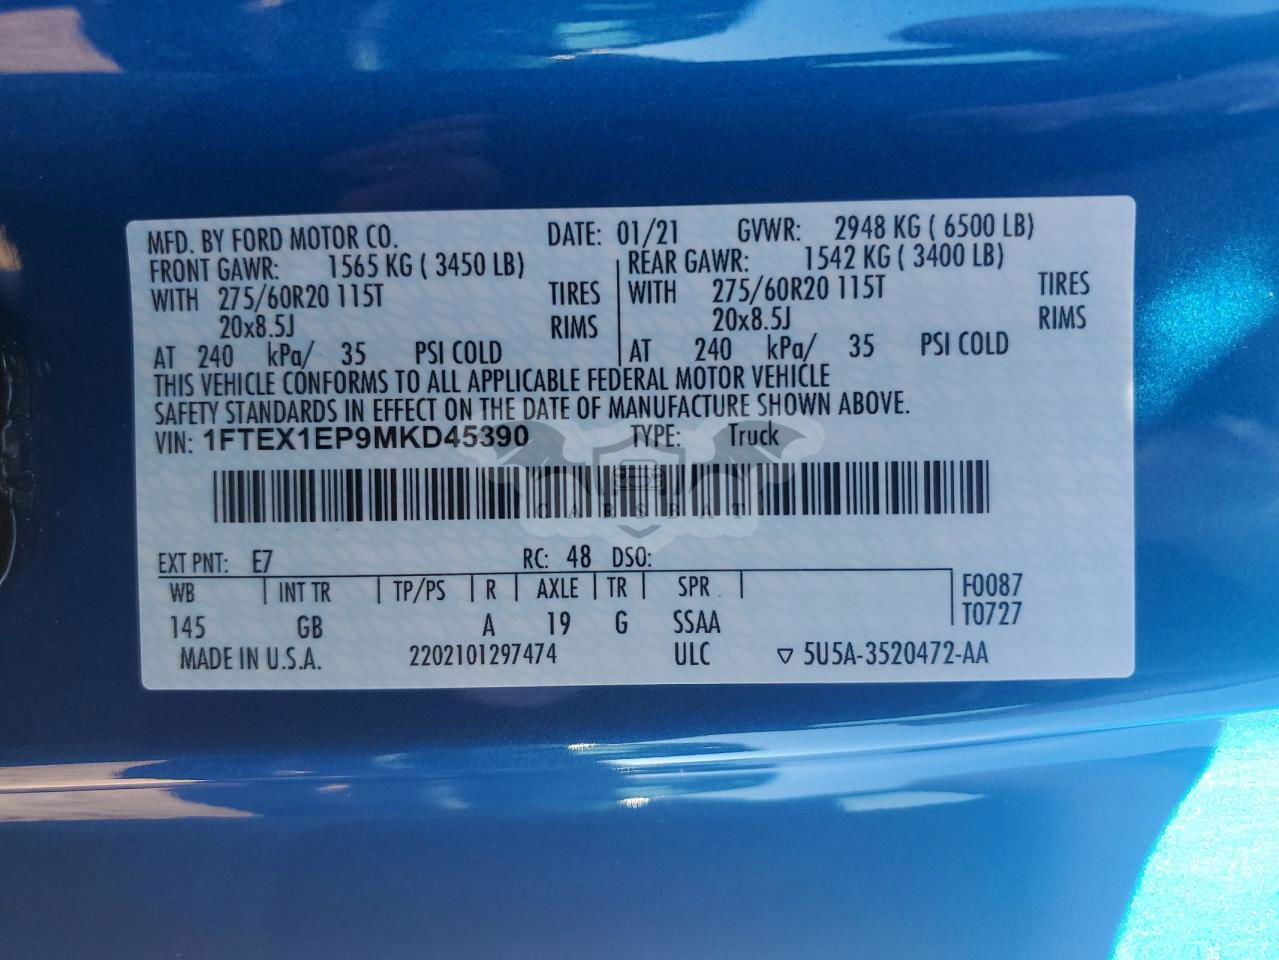 MFD. BY FORD MOTOR CO. DATE: 01/21 GVWR: 2948 KG ( 6500 LB)
FRONT GAWR: 1565 KG ( 3450 LB) REAR GAWR: 1542 KG ( 3400 LB)
WITH 275/60R20 115T TIRES WITH 275/60R20 115T TIRES
20x8.5J RIMS 20x8.5J RIMS
AT 240 kPa/ 35 PSI COLD AT 240 kPa/ 35 PSI COLD
THIS VEHICLE CONFORMS TO ALL APPLICABLE FEDERAL MOTOR VEHICLE
SAFETY STANDARDS IN EFFECT ON THE DATE OF MANUFACTURE SHOWN ABOVE.
VIN: 1FTEX1EP9MKD45390 TYPE: Truck
CARSBAT
EXT PNT: E7 RC: 48 DSO:
WB INT TR TP/PS R AXLE TR SPR F0087
145 GB A 19 G SSAA T0727
MADE IN U.S.A. 2202101297474 ULC ▽ 5U5A-3520472-AA